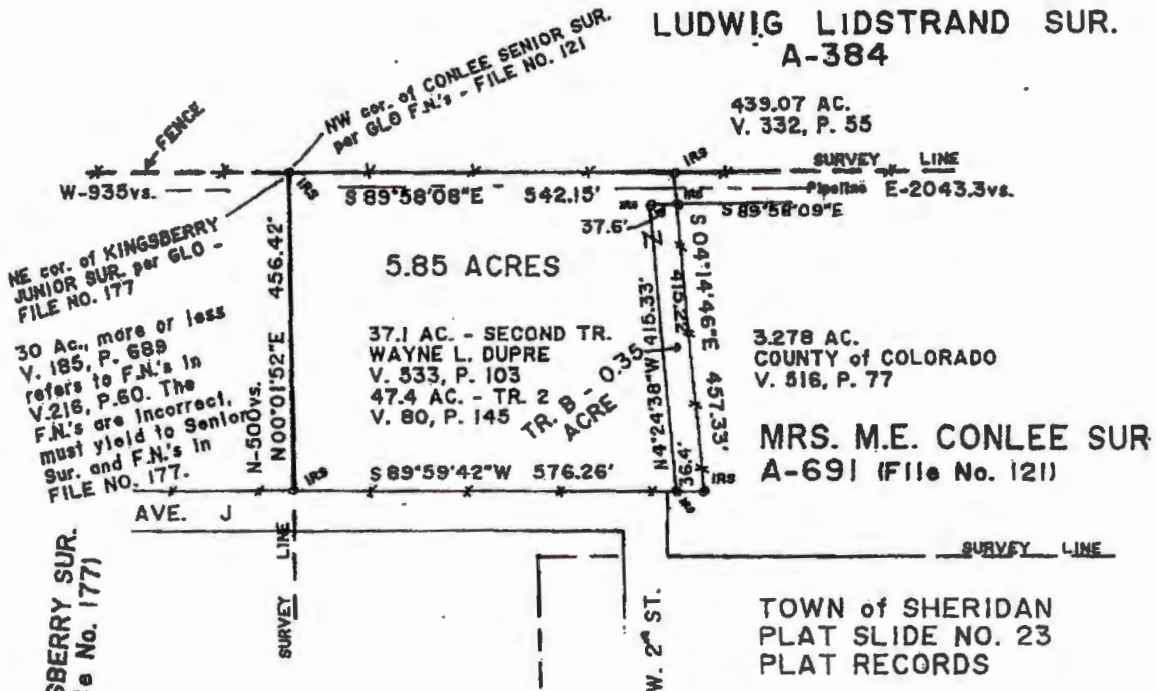 LUDWIG LIDSTRAND SUR.
A-384
439.07 AC.
V. 332, P. 55
NW cor. of CONLEE SENIOR SUR.
per GLO F.N.'s - FILE NO. 121
FENCE
IRS
IRS
SURVEY LINE
W-935vs.
S 89°58'08"E 542.15'
Pipeline
E-2043.3vs.
IRS
S 89°58'09"E
37.6'
NE cor. of KINGSBERRY
JUNIOR SUR. per GLO -
FILE NO. 177
5.85 ACRES
N-500vs.
N00°01'52"E 456.42'
30 Ac., more or less
V. 185, P. 689
refers to F.N.'s in
V.216, P.60. The
F.N.'s are incorrect,
must yield to Senior
Sur. and F.N.'s in
FILE NO. 177.
37.1 AC. - SECOND TR.
WAYNE L. DUPRE
V. 533, P. 103
47.4 AC. - TR. 2
V. 80, P. 145
TR. B - 0.35
ACRE
N4°24'38"W 415.33'
415.22'
S 04°14'46"E 457.33'
3.278 AC.
COUNTY of COLORADO
V. 516, P. 77
MRS. M.E. CONLEE SUR
A-691 (File No. 121)
S 89°59'42"W 576.26'
36.4'
IRS
IRS
AVE. J
SURVEY LINE
SURVEY LINE
SBERRY SUR.
e No. 177)
W. 2nd ST.
TOWN of SHERIDAN
PLAT SLIDE NO. 23
PLAT RECORDS